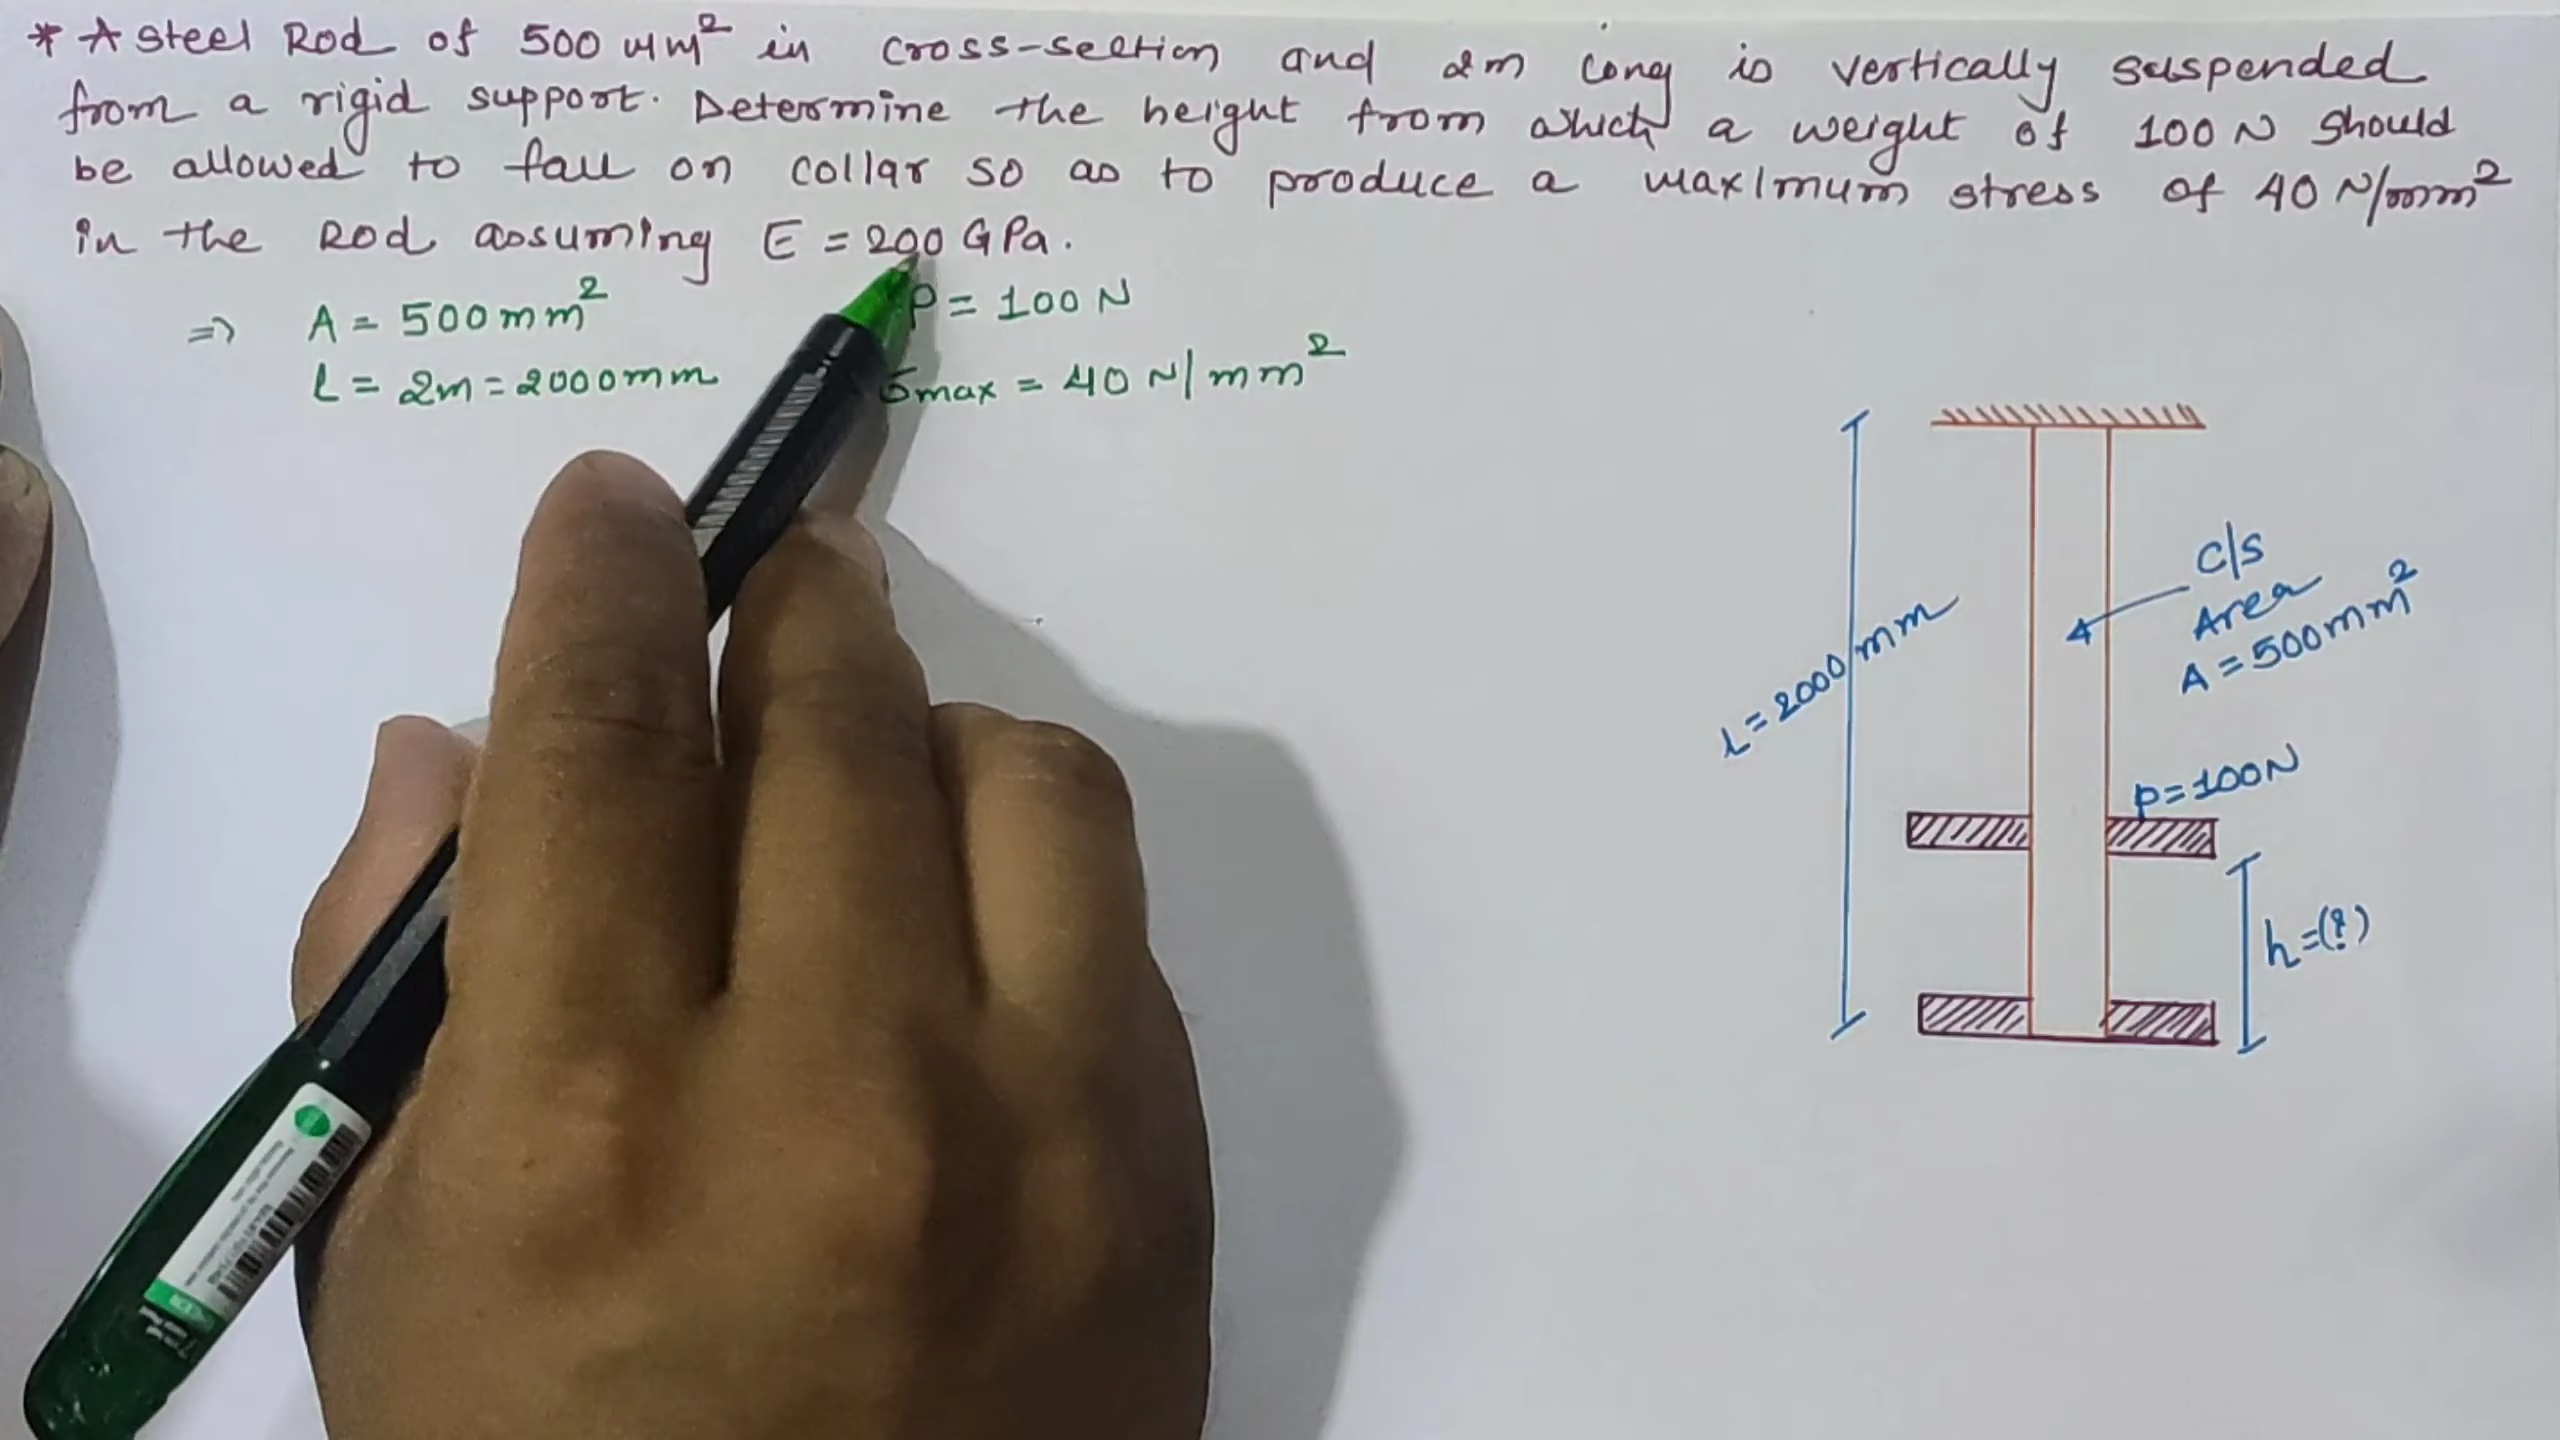 * A steel Rod of 500 mm² in cross-section and 2m long is vertically suspended
from a rigid support. Determine the height from which a weight of 100 N should
be allowed to fall on collar so as to produce a maximum stress of 40 N/mm²
in the Rod assuming E = 200 GPa.
=> A = 500 mm² P = 100 N
L = 2m = 2000 mm σmax = 40 N/mm²
C/S
Area
A = 500 mm²
L = 2000 mm
P = 100N
h = (?)